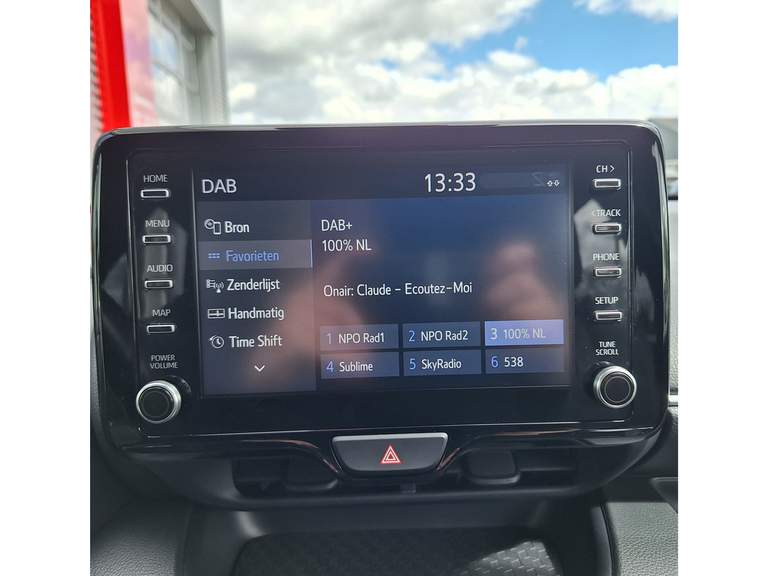 HOME
MENU
AUDIO
MAP
POWER
VOLUME
DAB
13:33
Bron
Favorieten
Zenderlijst
Handmatig
Time Shift
DAB+
100% NL
Onair: Claude - Ecoutez-Moi
1 NPO Rad1
2 NPO Rad2
3 100% NL
4 Sublime
5 SkyRadio
6 538
CH >
< TRACK
PHONE
SETUP
TUNE
SCROLL